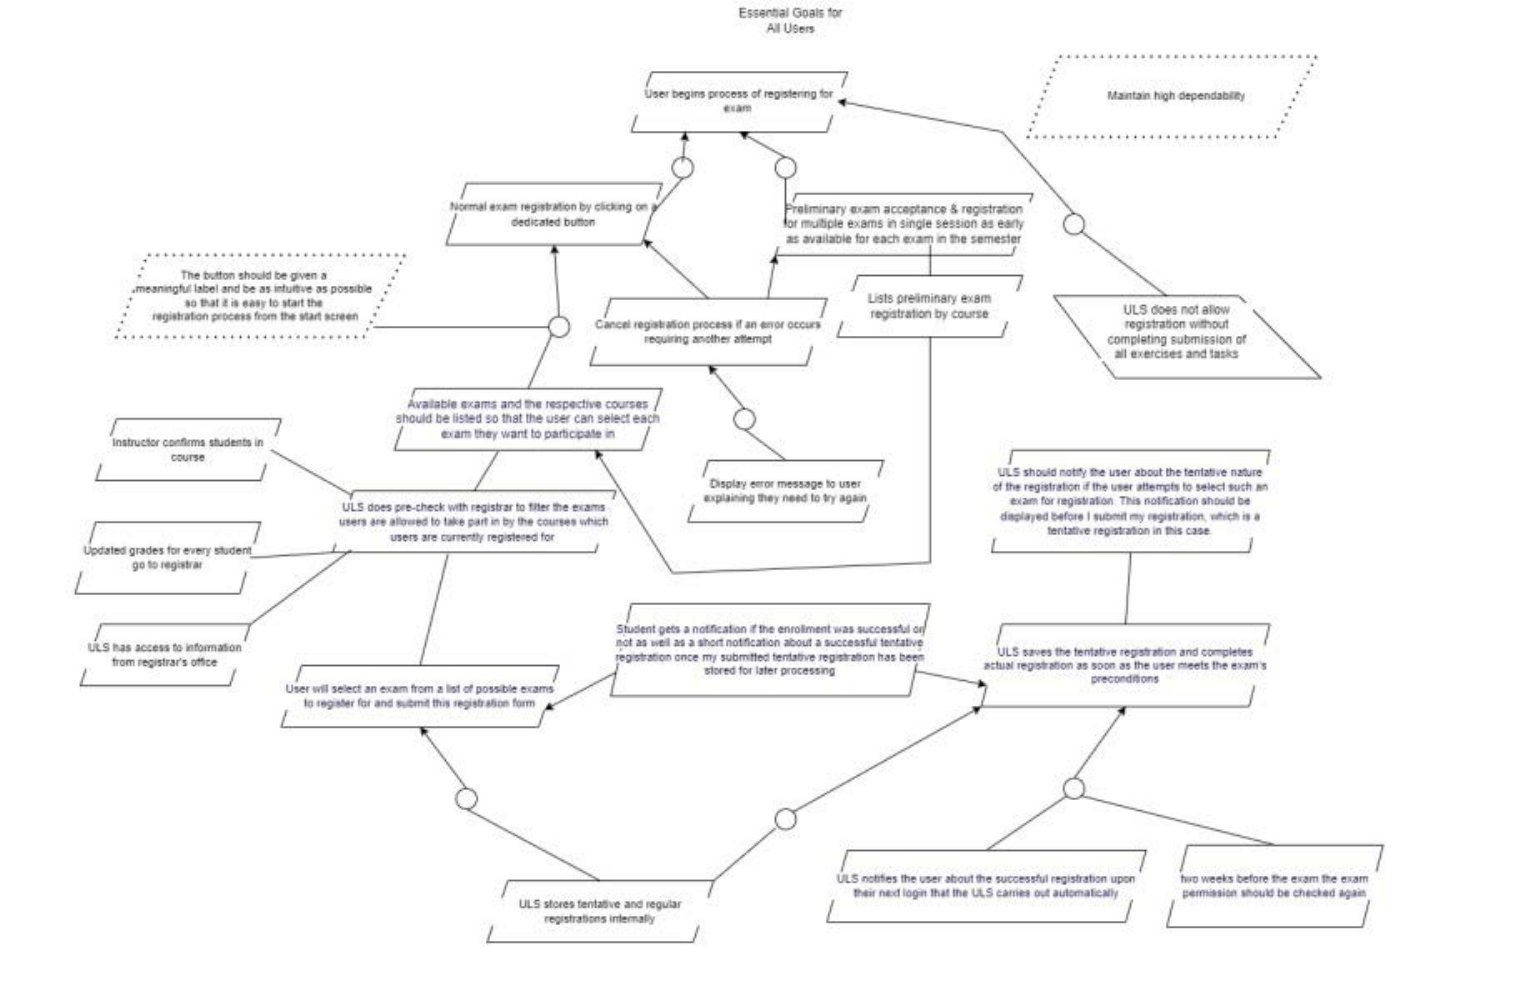 Essential Goals for
All Users
User begins process of registering for
exam
Maintain high dependability
Normal exam registration by clicking on a
dedicated button
Preliminary exam acceptance & registration
for multiple exams in single session as early
as available for each exam in the semester
The button should be given a
meaningful label and be as intuitive as possible
so that it is easy to start the
registration process from the start screen
Cancel registration process if an error occurs
requiring another attempt
Lists preliminary exam
registration by course
ULS does not allow
registration without
completing submission of
all exercises and tasks
Available exams and the respective courses
should be listed so that the user can select each
exam they want to participate in
Instructor confirms students in
course
Display error message to user
explaining they need to try again
ULS should notify the user about the tentative nature
of the registration if the user attempts to select such an
exam for registration. This notification should be
displayed before I submit my registration, which is a
tentative registration in this case.
ULS does pre-check with registrar to filter the exams
users are allowed to take part in by the courses which
users are currently registered for
Updated grades for every student
go to registrar
ULS has access to information
from registrar's office
Student gets a notification if the enrollment was successful or
not as well as a short notification about a successful tentative
registration once my submitted tentative registration has been
stored for later processing
ULS saves the tentative registration and completes
actual registration as soon as the user meets the exam's
preconditions
User will select an exam from a list of possible exams
to register for and submit this registration form
ULS notifies the user about the successful registration upon
their next login that the ULS carries out automatically
two weeks before the exam the exam
permission should be checked again
ULS stores tentative and regular
registrations internally